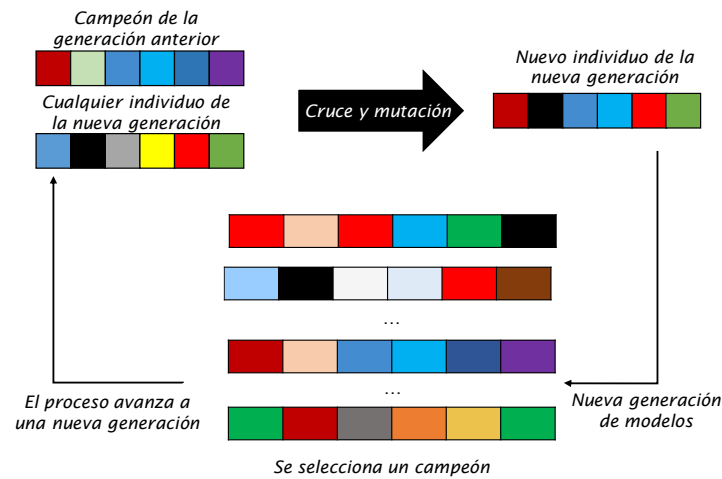 Campeón de la
generación anterior
Cualquier individuo de
la nueva generación
Cruce y mutación
Nuevo individuo de la
nueva generación
...
...
El proceso avanza a
una nueva generación
Nueva generación
de modelos
Se selecciona un campeón